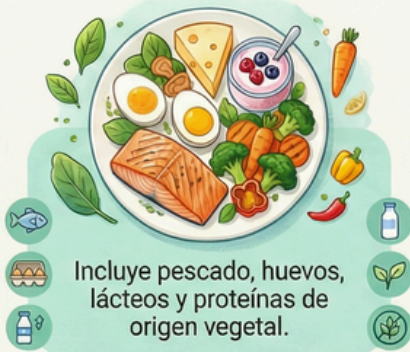 Incluye pescado, huevos,
lácteos y proteínas de
origen vegetal.